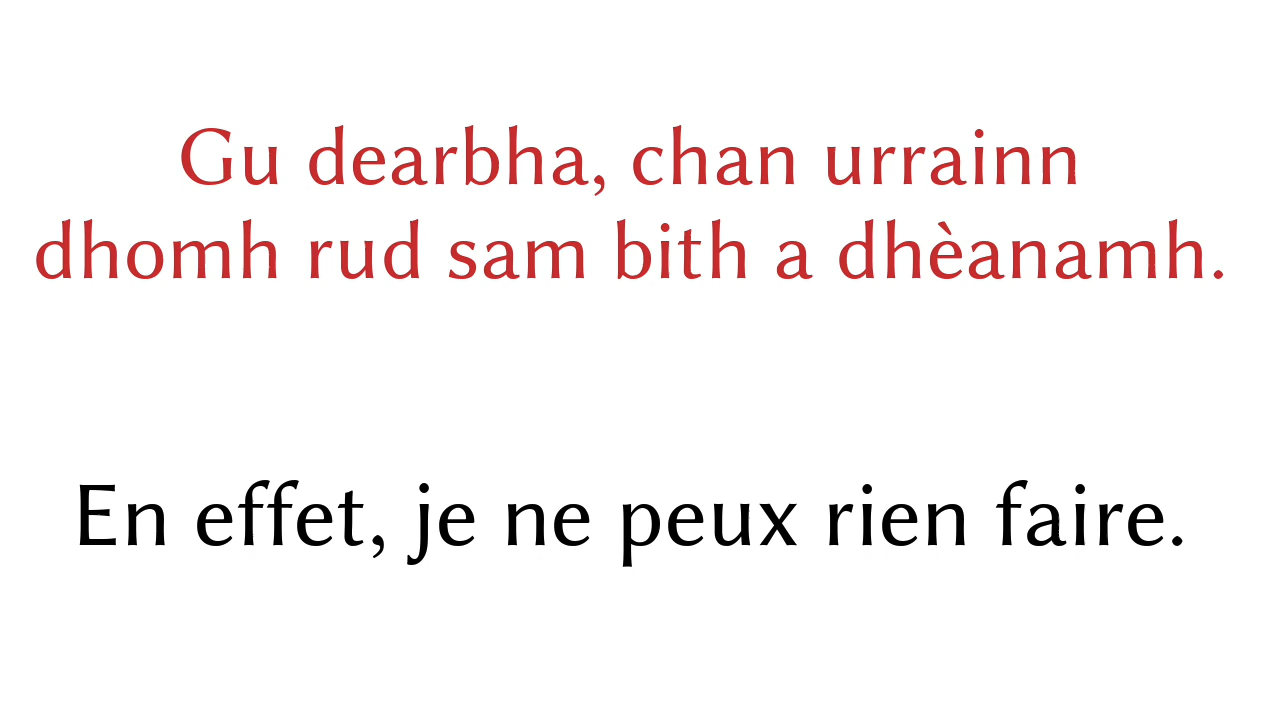 Gu dearbha, chan urrainn
dhomh rud sam bith a dhèanamh.
En effet, je ne peux rien faire.